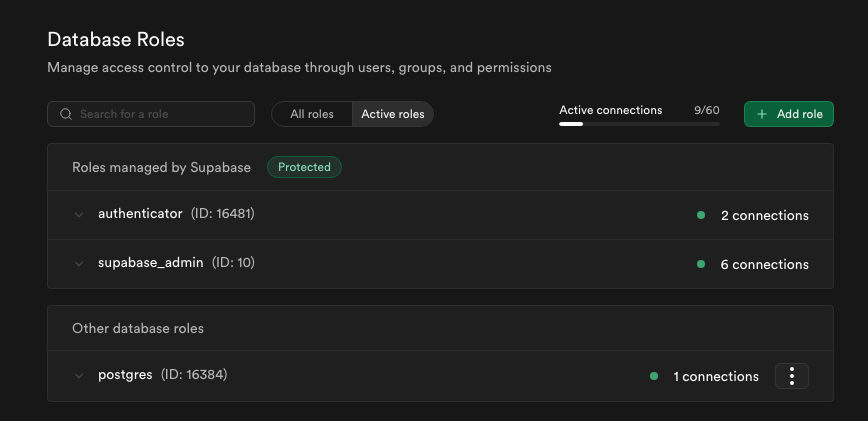 Database Roles
Manage access control to your database through users, groups, and permissions
Search for a role
All roles
Active roles
Active connections
9/60
Add role
Roles managed by Supabase
Protected
authenticator (ID: 16481)
2 connections
supabase_admin (ID: 10)
6 connections
Other database roles
postgres (ID: 16384)
1 connections